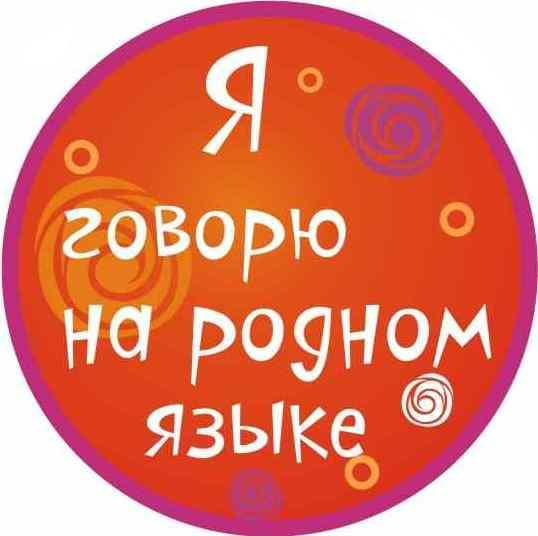 Я
говорю
на родном
языке